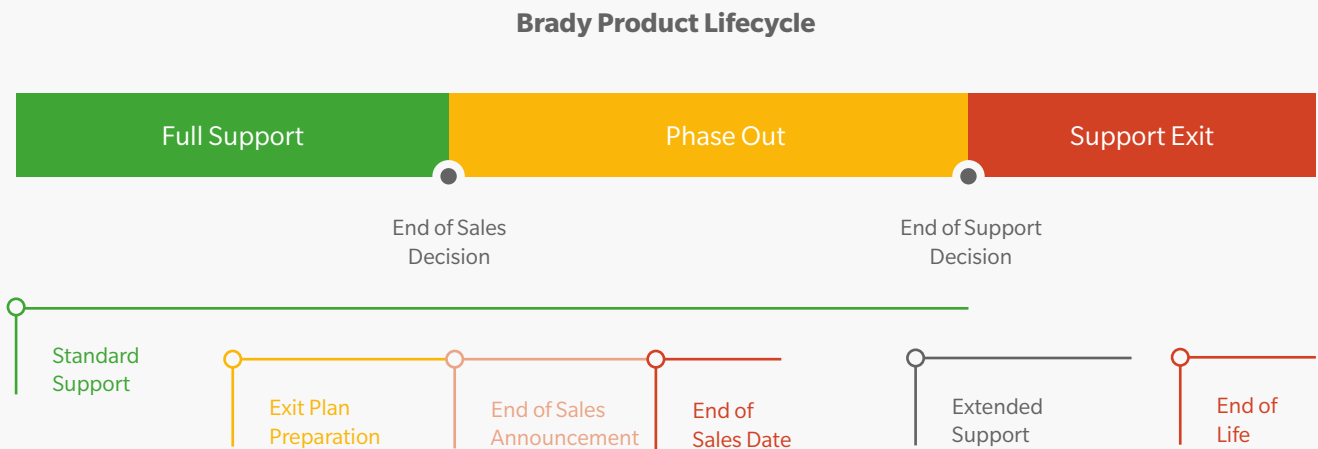 Brady Product Lifecycle
Full Support
Phase Out
Support Exit
End of Sales
Decision
End of Support
Decision
Standard
Support
Exit Plan
Preparation
End of Sales
Announcement
End of
Sales Date
Extended
Support
End of
Life